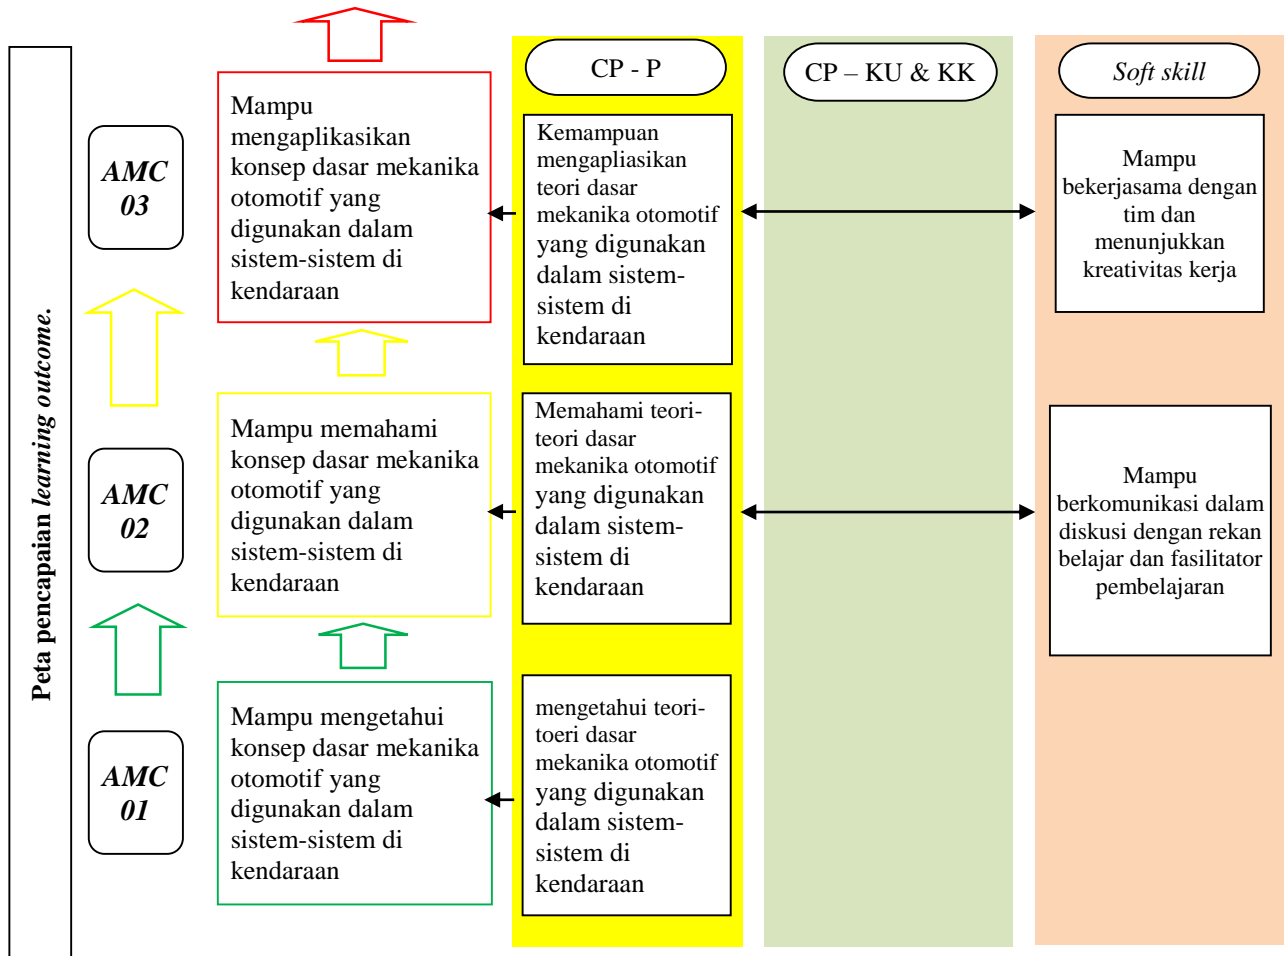 Peta pencapaian learning outcome.
CP - P
CP – KU & KK
Soft skill
AMC
03
Mampu
mengaplikasikan
konsep dasar mekanika
otomotif yang
digunakan dalam
sistem-sistem di
kendaraan
Kemampuan
mengapliasikan
teori dasar
mekanika otomotif
yang digunakan
dalam sistem-
sistem di
kendaraan
Mampu
bekerjasama dengan
tim dan
menunjukkan
kreativitas kerja
AMC
02
Mampu memahami
konsep dasar mekanika
otomotif yang
digunakan dalam
sistem-sistem di
kendaraan
Memahami teori-
teori dasar
mekanika otomotif
yang digunakan
dalam sistem-
sistem di
kendaraan
Mampu
berkomunikasi dalam
diskusi dengan rekan
belajar dan fasilitator
pembelajaran
AMC
01
Mampu mengetahui
konsep dasar mekanika
otomotif yang
digunakan dalam
sistem-sistem di
kendaraan
mengetahui teori-
toeri dasar
mekanika otomotif
yang digunakan
dalam sistem-
sistem di
kendaraan